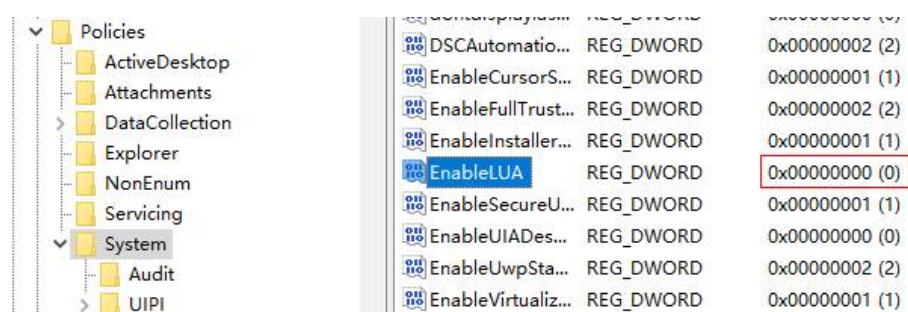 Policies
ActiveDesktop
Attachments
DataCollection
Explorer
NonEnum
Servicing
System
Audit
UIPI
DSCAutomatio... REG_DWORD 0x00000002 (2)
EnableCursorS... REG_DWORD 0x00000001 (1)
EnableFullTrust... REG_DWORD 0x00000002 (2)
EnableInstaller... REG_DWORD 0x00000001 (1)
EnableLUA REG_DWORD 0x00000000 (0)
EnableSecureU... REG_DWORD 0x00000001 (1)
EnableUIADes... REG_DWORD 0x00000000 (0)
EnableUwpSta... REG_DWORD 0x00000002 (2)
EnableVirtualiz... REG_DWORD 0x00000001 (1)